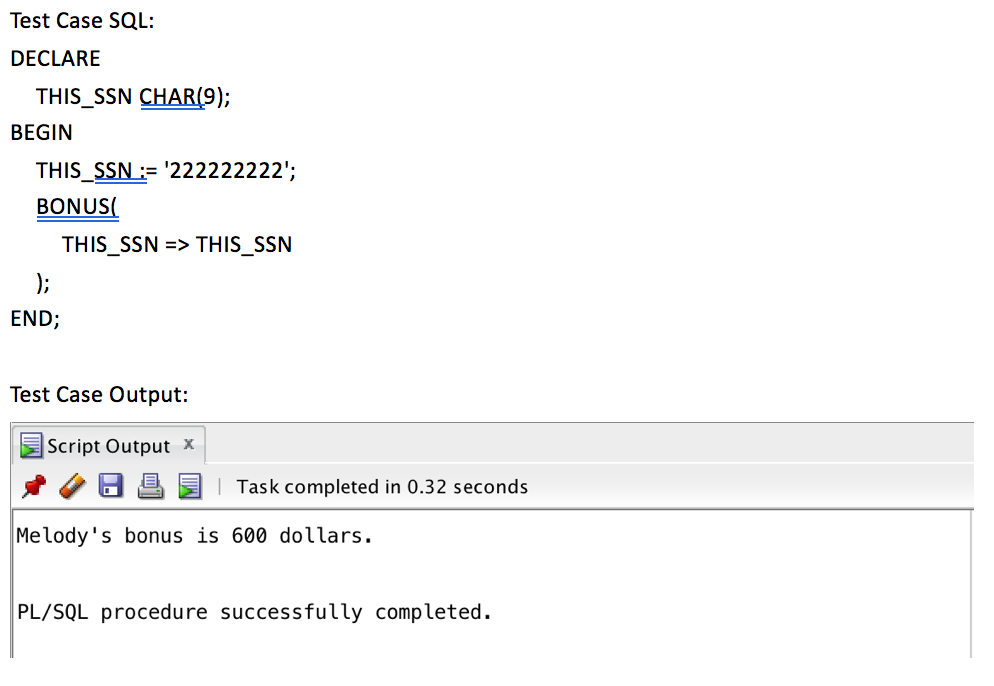 Test Case SQL:
DECLARE
THIS_SSN CHAR(9);
BEGIN
THIS_SSN := '222222222';
BONUS(
THIS_SSN => THIS_SSN
);
END;
Test Case Output:
Script Output x
| Task completed in 0.32 seconds
Melody's bonus is 600 dollars.
PL/SQL procedure successfully completed.